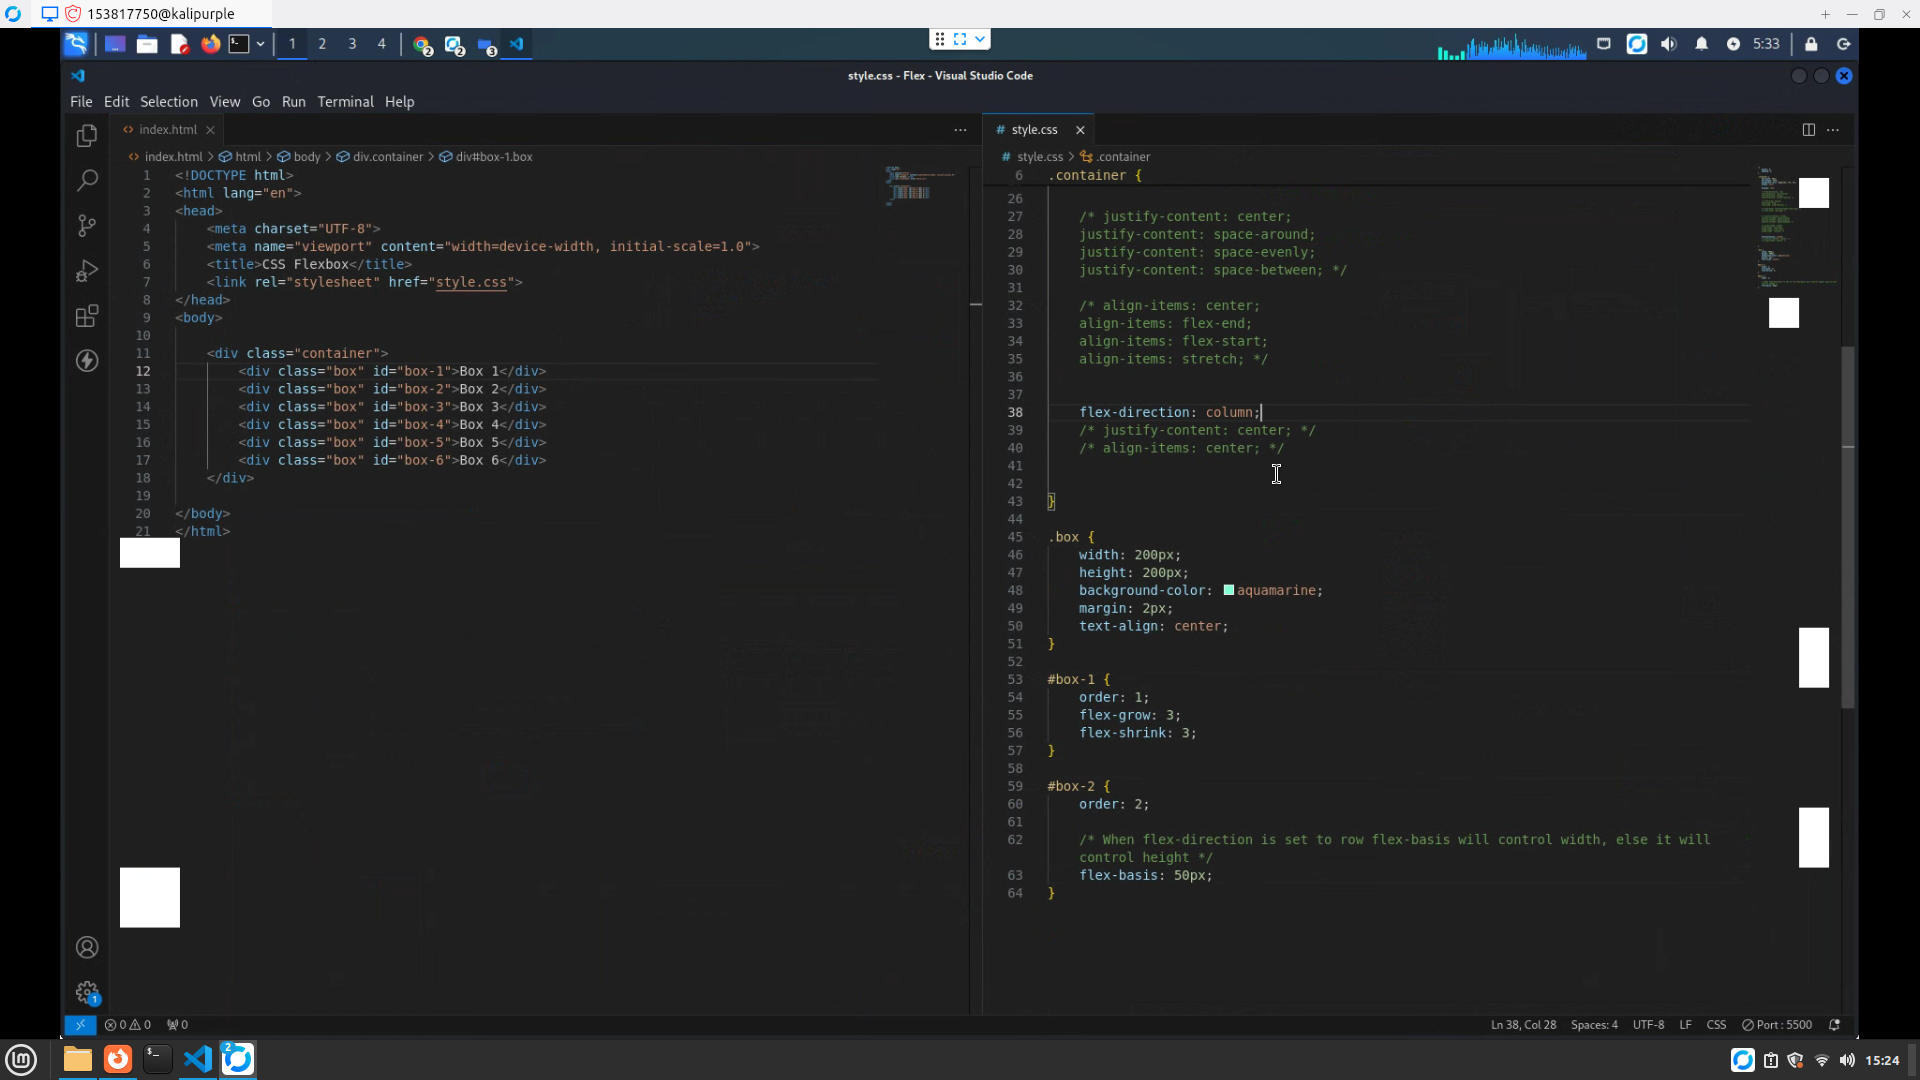 153817750@kalipurple
1 2 3 4
2 2 3
5:33
style.css - Flex - Visual Studio Code
File Edit Selection View Go Run Terminal Help
index.html
index.html > html > body > div.container > div#box-1.box
1 <!DOCTYPE html>
2 <html lang="en">
3 <head>
4 <meta charset="UTF-8">
5 <meta name="viewport" content="width=device-width, initial-scale=1.0">
6 <title>CSS Flexbox</title>
7 <link rel="stylesheet" href="style.css">
8 </head>
9 <body>
10
11 <div class="container">
12 <div class="box" id="box-1">Box 1</div>
13 <div class="box" id="box-2">Box 2</div>
14 <div class="box" id="box-3">Box 3</div>
15 <div class="box" id="box-4">Box 4</div>
16 <div class="box" id="box-5">Box 5</div>
17 <div class="box" id="box-6">Box 6</div>
18 </div>
19
20 </body>
21 </html>
# style.css
# style.css > .container
6 .container {
26
27 /* justify-content: center;
28 justify-content: space-around;
29 justify-content: space-evenly;
30 justify-content: space-between; */
31
32 /* align-items: center;
33 align-items: flex-end;
34 align-items: flex-start;
35 align-items: stretch; */
36
37
38 flex-direction: column;
39 /* justify-content: center; */
40 /* align-items: center; */
41
42
43 }
44
45 .box {
46 width: 200px;
47 height: 200px;
48 background-color: aquamarine;
49 margin: 2px;
50 text-align: center;
51 }
52
53 #box-1 {
54 order: 1;
55 flex-grow: 3;
56 flex-shrink: 3;
57 }
58
59 #box-2 {
60 order: 2;
61
62 /* When flex-direction is set to row flex-basis will control width, else it will
control height */
63 flex-basis: 50px;
64 }
1
0 0 0
Ln 38, Col 28 Spaces: 4 UTF-8 LF CSS Port : 5500
2
15:24